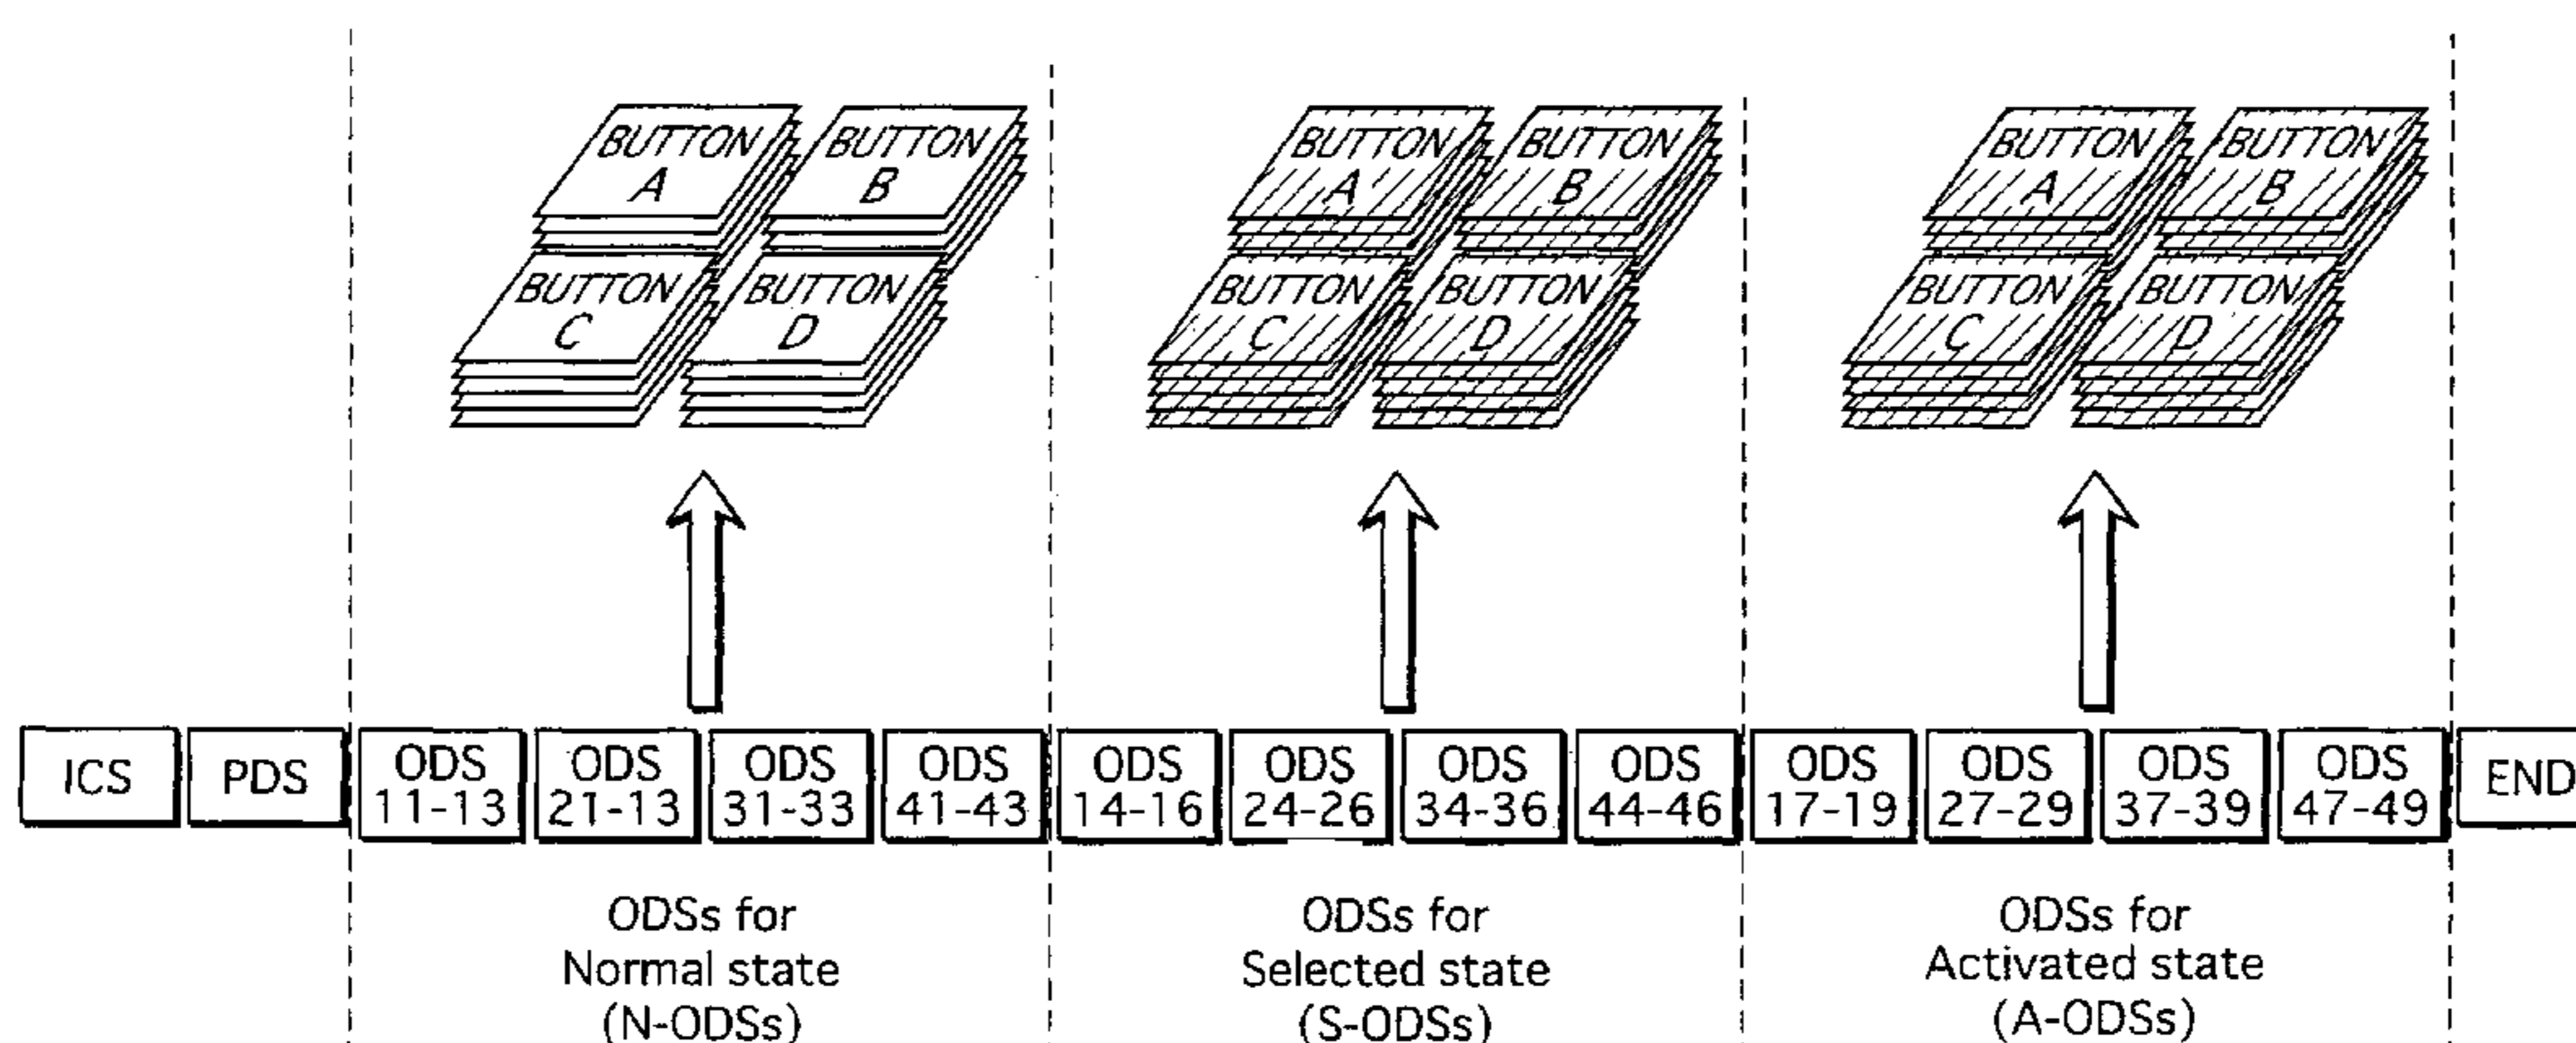 BUTTON
A
BUTTON
B
BUTTON
C
BUTTON
D
BUTTON
A
BUTTON
B
BUTTON
C
BUTTON
D
BUTTON
A
BUTTON
B
BUTTON
C
BUTTON
D
ICS
PDS
ODS
11-13
ODS
21-13
ODS
31-33
ODS
41-43
ODS
14-16
ODS
24-26
ODS
34-36
ODS
44-46
ODS
17-19
ODS
27-29
ODS
37-39
ODS
47-49
END
ODSs for
Normal state
(N-ODSs)
ODSs for
Selected state
(S-ODSs)
ODSs for
Activated state
(A-ODSs)